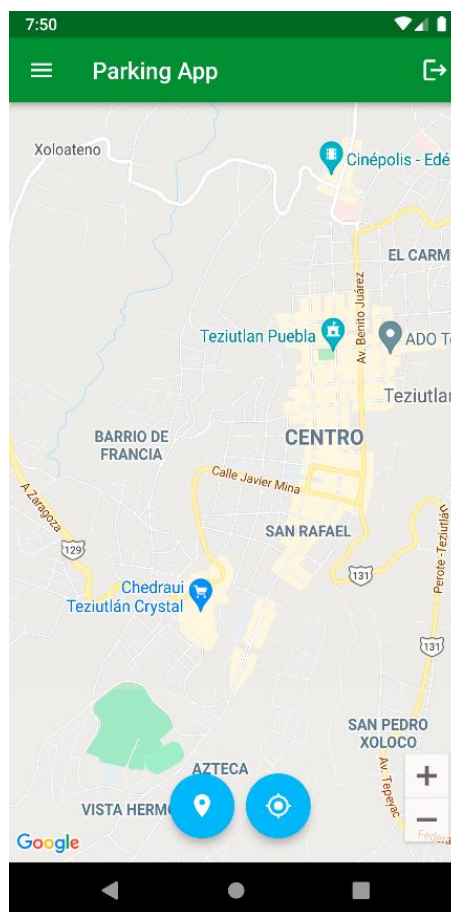 7:50
Parking App
Xoloateno
Cinépolis - Edé
EL CARM
Av. Benito Juárez
Teziutlan Puebla
ADO T
Teziutlan
BARRIO DE
FRANCIA
CENTRO
Calle Javier Mina
A Zaragoza
SAN RAFAEL
129
131
Perote -Teziutlán
Chedraui
Teziutlán Crystal
131
SAN PEDRO
XOLOCO
AZTECA
Av. Tepeyac
VISTA HERM
Google
Federa